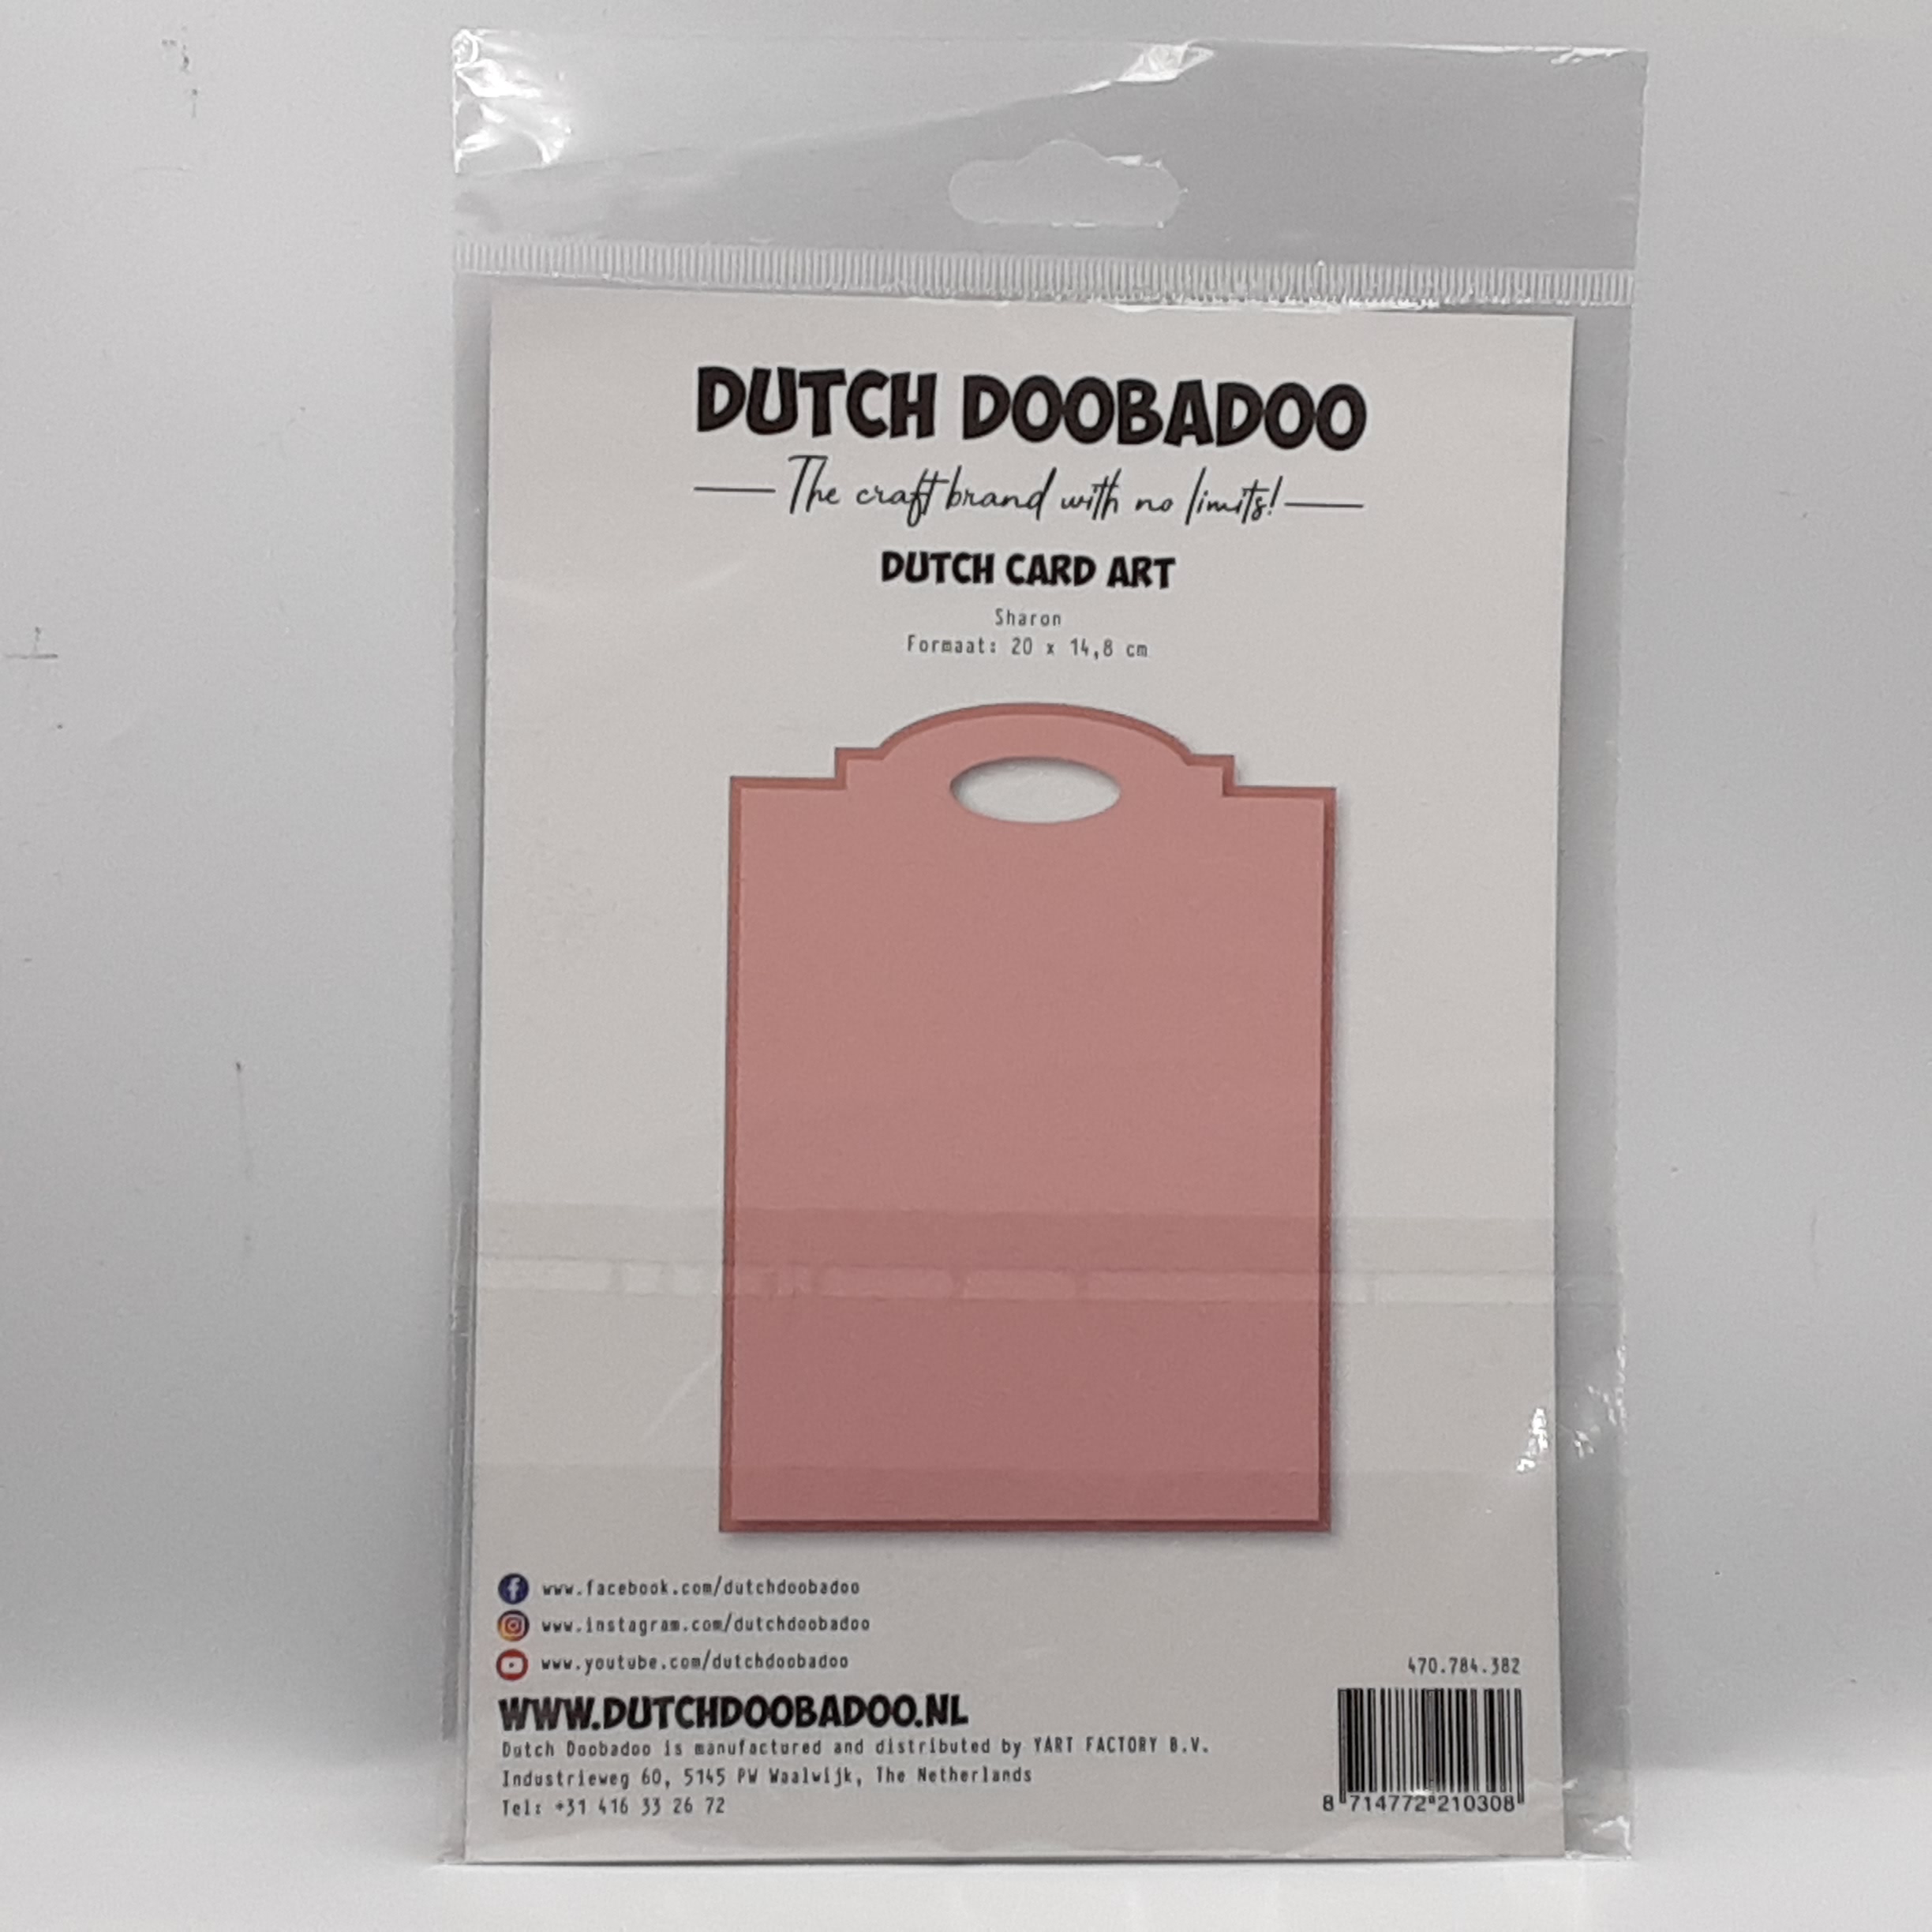 DUTCH DOOBADOO
The craft brand with no limits!
DUTCH CARD ART
Sharon
Formaat: 20 x 14,8 cm
www.facebook.com/dutchdoobadoo
www.instagram.com/dutchdoobadoo
www.youtube.com/dutchdoobadoo
WWW.DUTCHDOOBADOO.NL
Dutch Doobadoo is manufactured and distributed by YART FACTORY B.V.
Industrieweg 60, 5145 PW Waalwijk, The Netherlands
Tel: +31 416 33 26 72
470.784.382
8 714772 210308